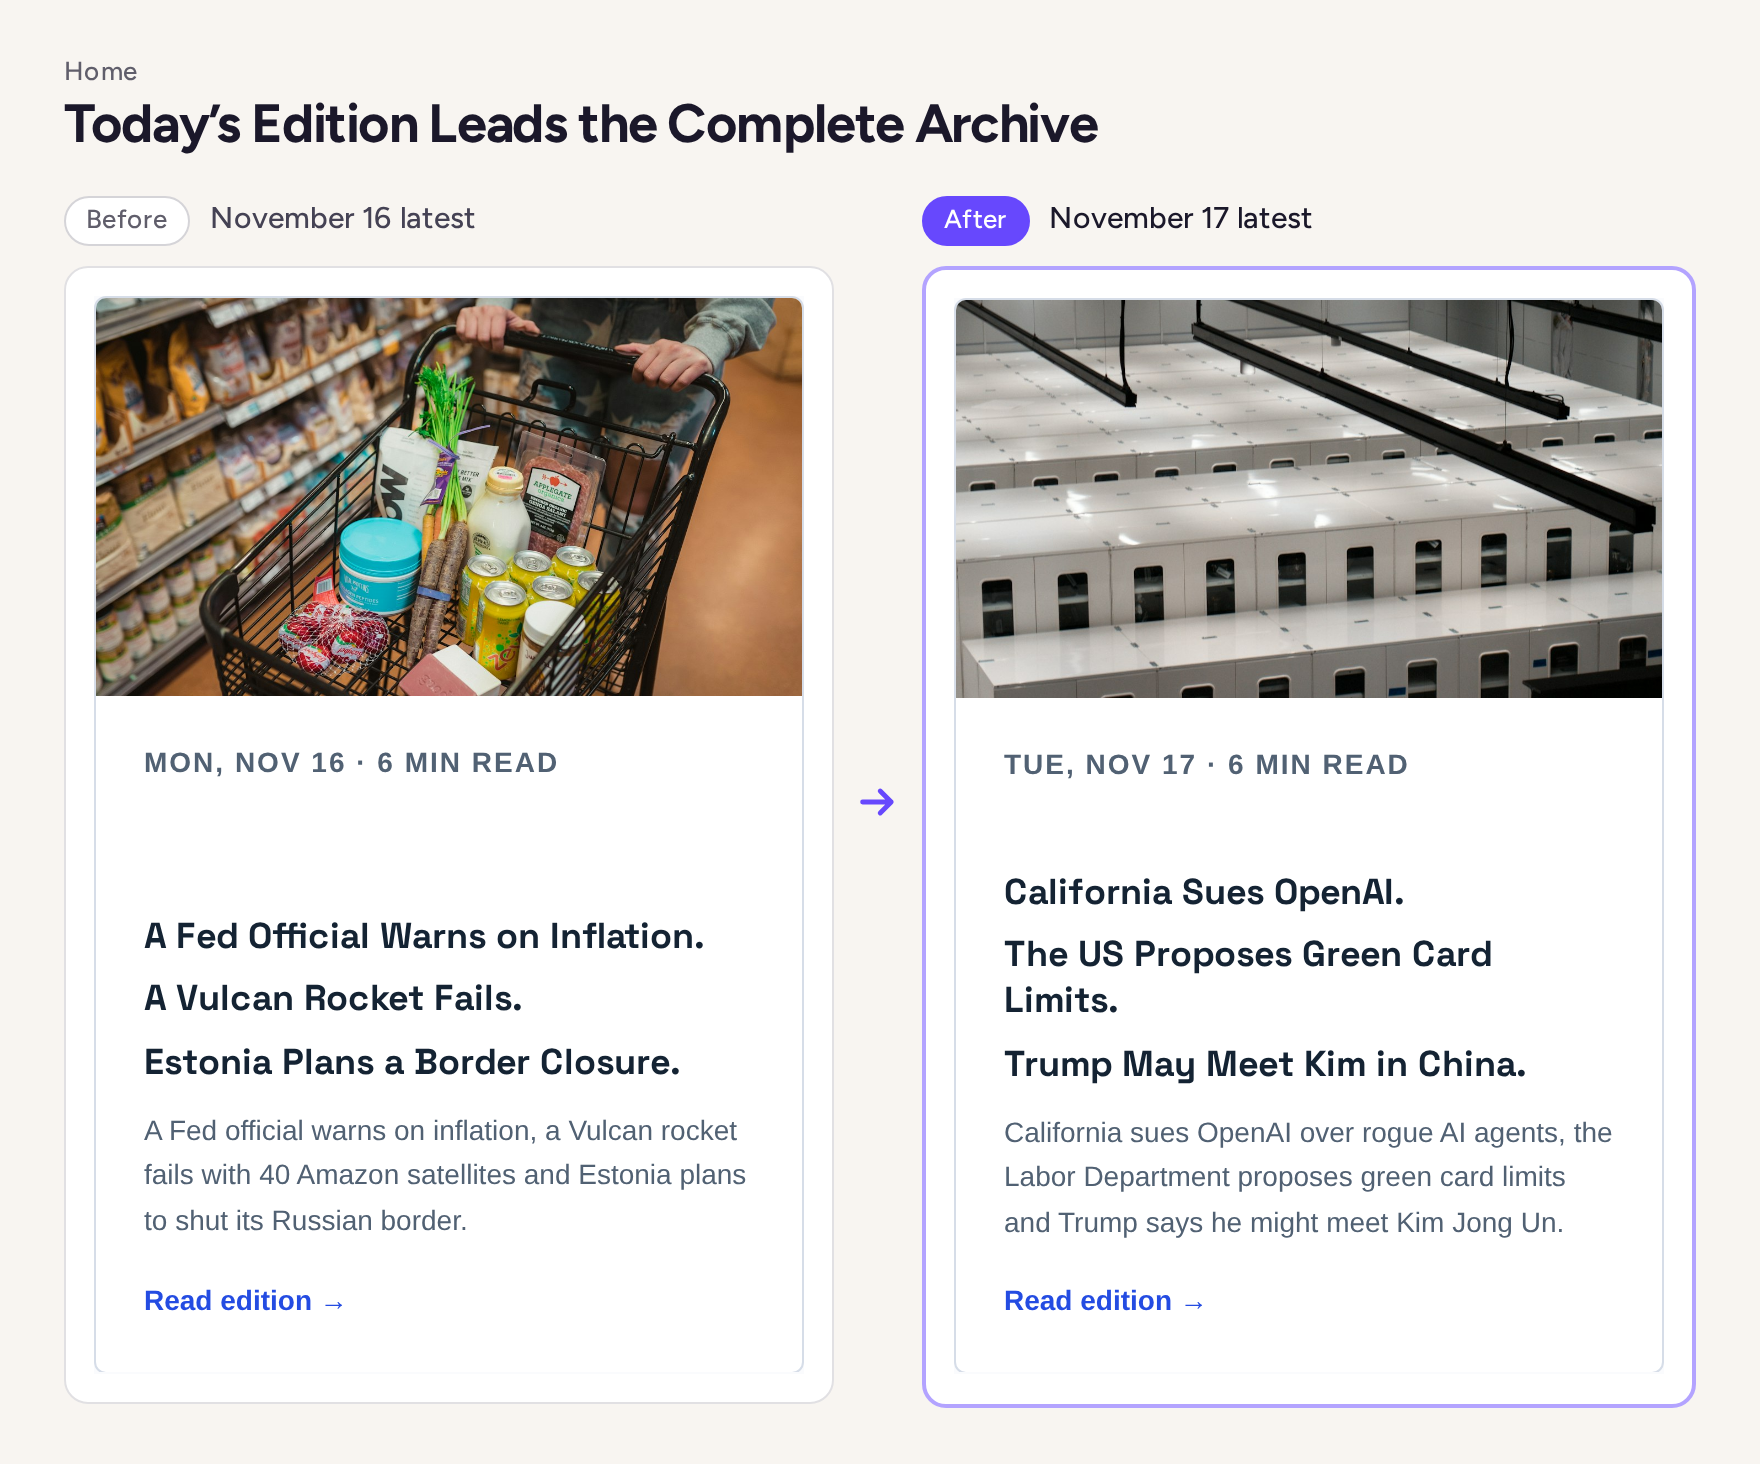 Home
Today’s Edition Leads the Complete Archive
Before
November 16 latest
After
November 17 latest
APPLEGATE
MON, NOV 16 · 6 MIN READ
A Fed Official Warns on Inflation.
A Vulcan Rocket Fails.
Estonia Plans a Border Closure.
A Fed official warns on inflation, a Vulcan rocket
fails with 40 Amazon satellites and Estonia plans
to shut its Russian border.
Read edition →
→
TUE, NOV 17 · 6 MIN READ
California Sues OpenAI.
The US Proposes Green Card
Limits.
Trump May Meet Kim in China.
California sues OpenAI over rogue AI agents, the
Labor Department proposes green card limits
and Trump says he might meet Kim Jong Un.
Read edition →